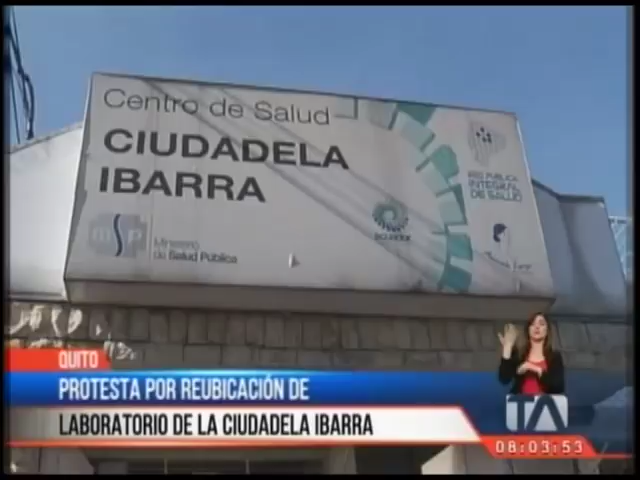 Centro de Salud
CIUDADELA
IBARRA
RED PÚBLICA
INTEGRAL
DE SALUD
msp
Ministerio
de Salud Pública
ECUADOR
QUITO
PROTESTA POR REUBICACIÓN DE
LABORATORIO DE LA CIUDADELA IBARRA
TA
08:03:53